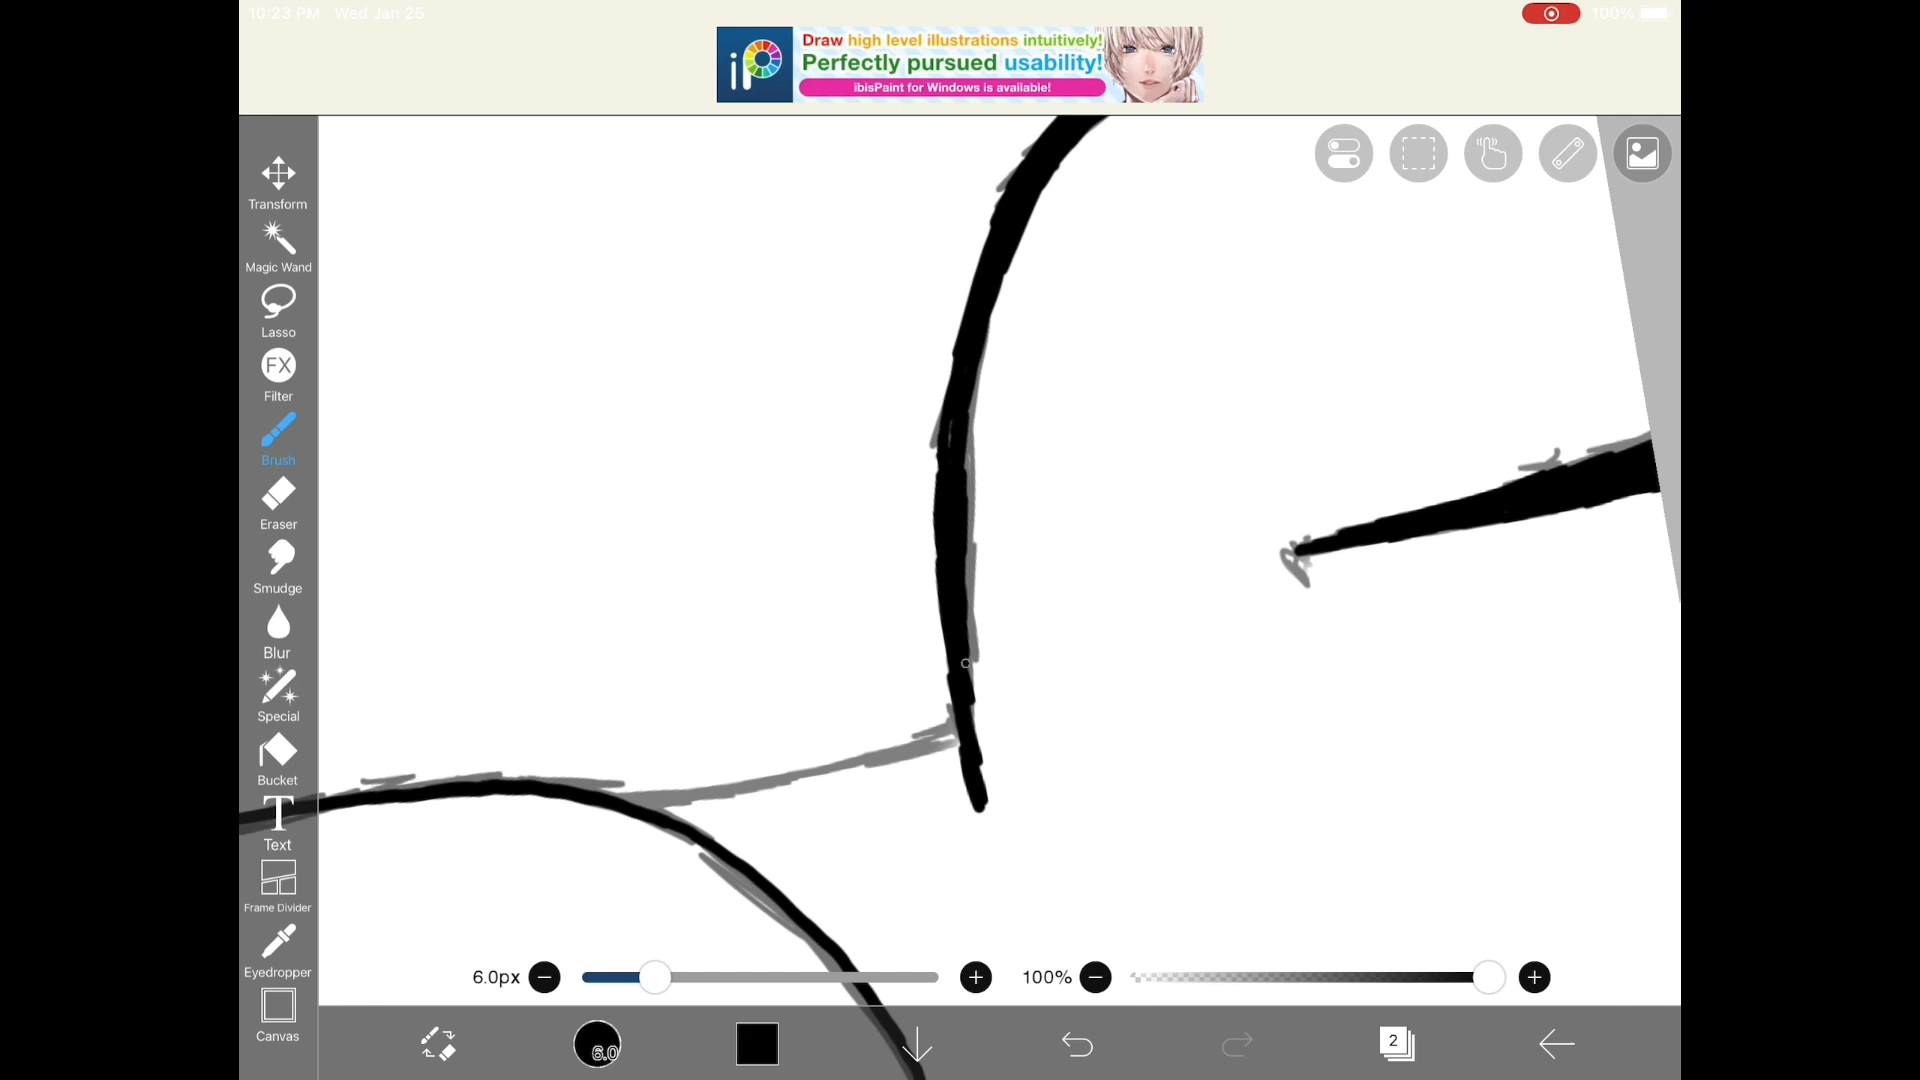 10:23 PM Wed Jan 25
100%
iP
Draw high level illustrations intuitively!
Perfectly pursued usability!
ibisPaint for Windows is available!
Transform
Magic Wand
Lasso
FX
Filter
Brush
Eraser
Smudge
Blur
Special
Bucket
T
Text
Frame Divider
Eyedropper
Canvas
6.0px
100%
6.0
2